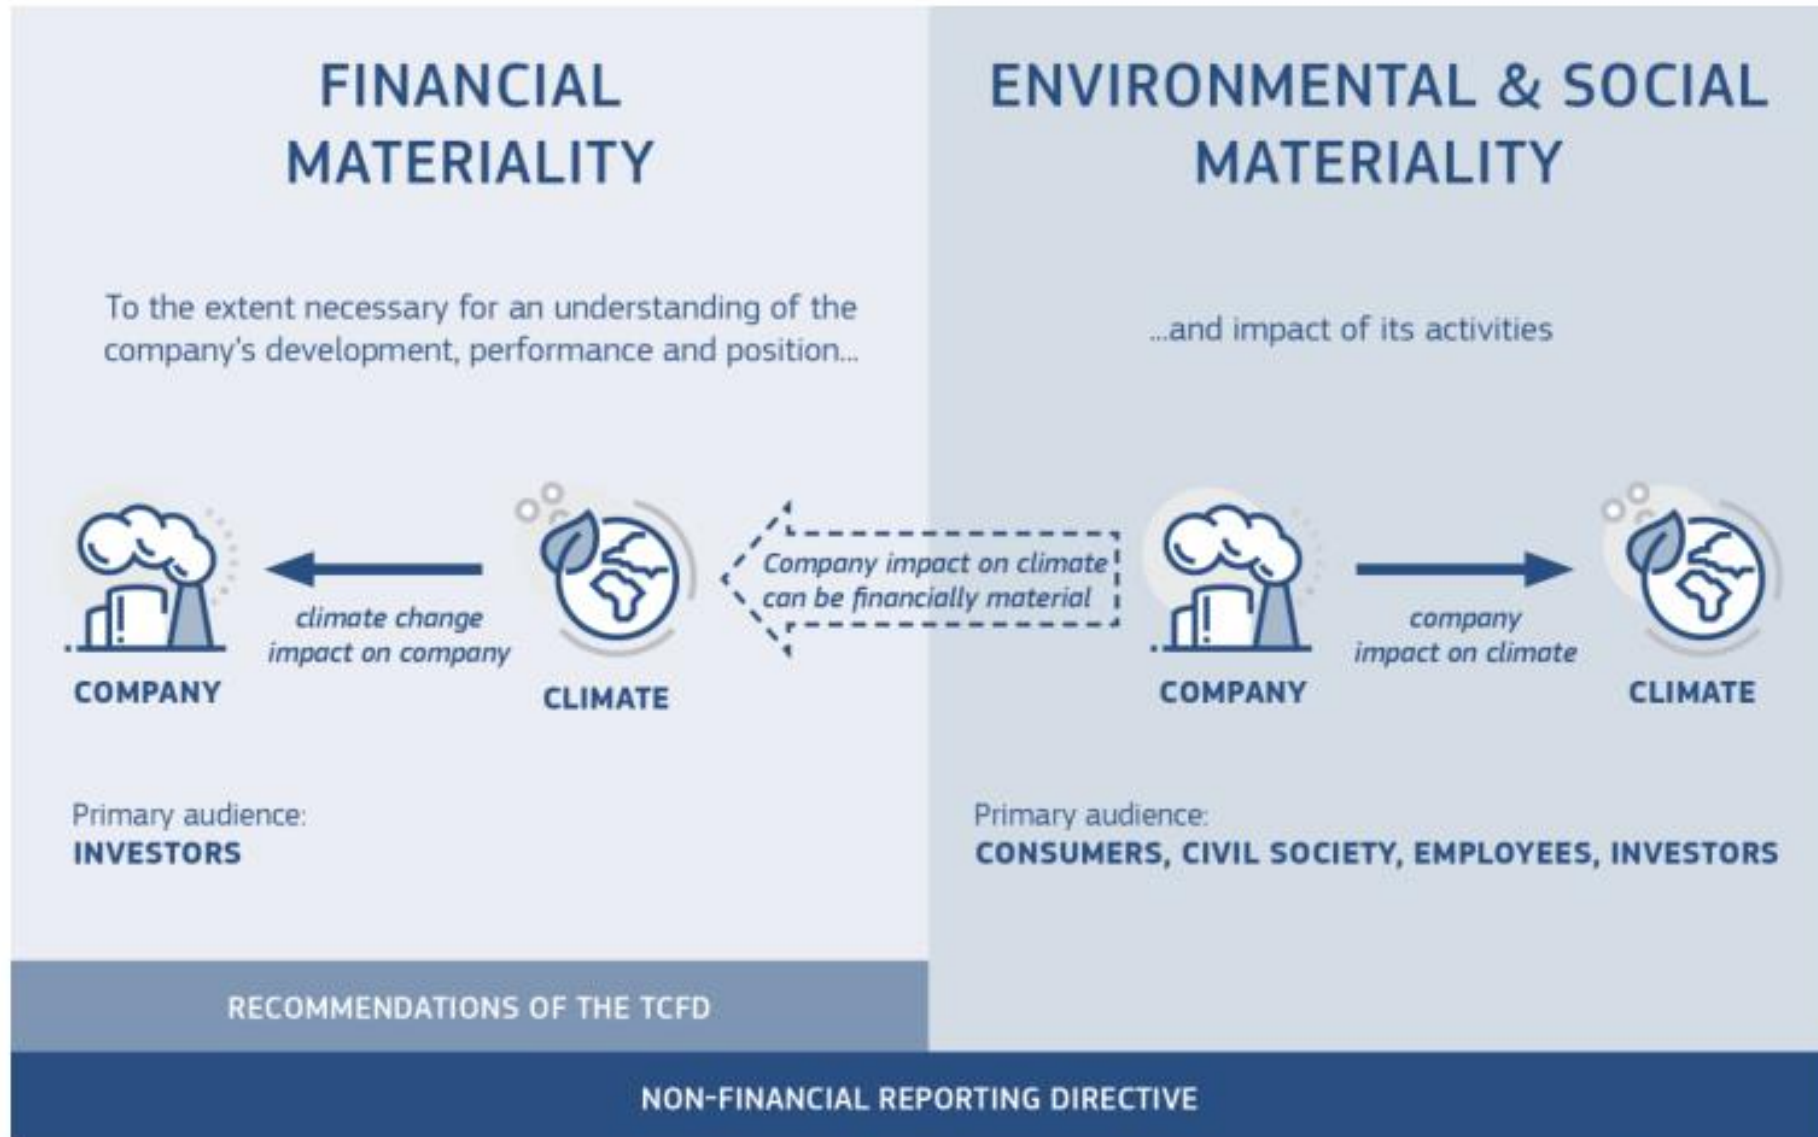 FINANCIAL
MATERIALITY
To the extent necessary for an understanding of the
company's development, performance and position...
climate change
impact on company
COMPANY
CLIMATE
Primary audience:
INVESTORS
Company impact on climate
can be financially material
ENVIRONMENTAL & SOCIAL
MATERIALITY
...and impact of its activities
company
impact on climate
COMPANY
CLIMATE
Primary audience:
CONSUMERS, CIVIL SOCIETY, EMPLOYEES, INVESTORS
RECOMMENDATIONS OF THE TCFD
NON-FINANCIAL REPORTING DIRECTIVE